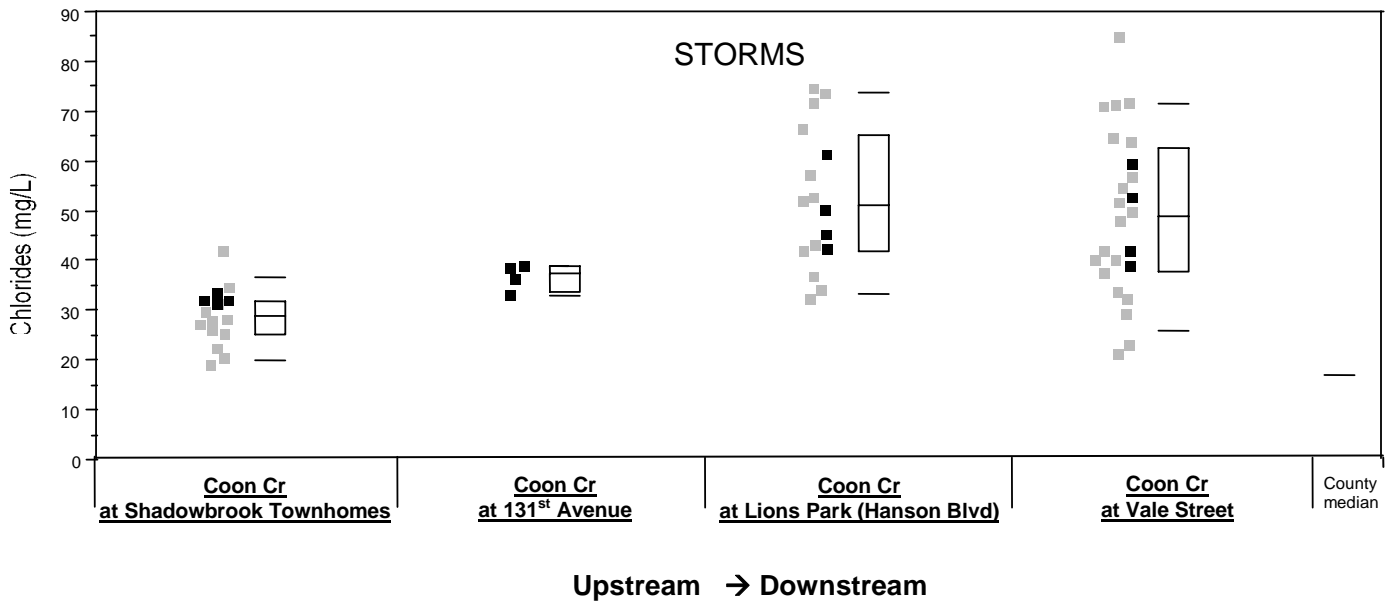 STORMS
Chlorides (mg/L)
90
80
70
60
50
40
30
20
10
0
Coon Cr
at Shadowbrook Townhomes
Coon Cr
at 131st Avenue
Coon Cr
at Lions Park (Hanson Blvd)
Coon Cr
at Vale Street
County
median
Upstream → Downstream